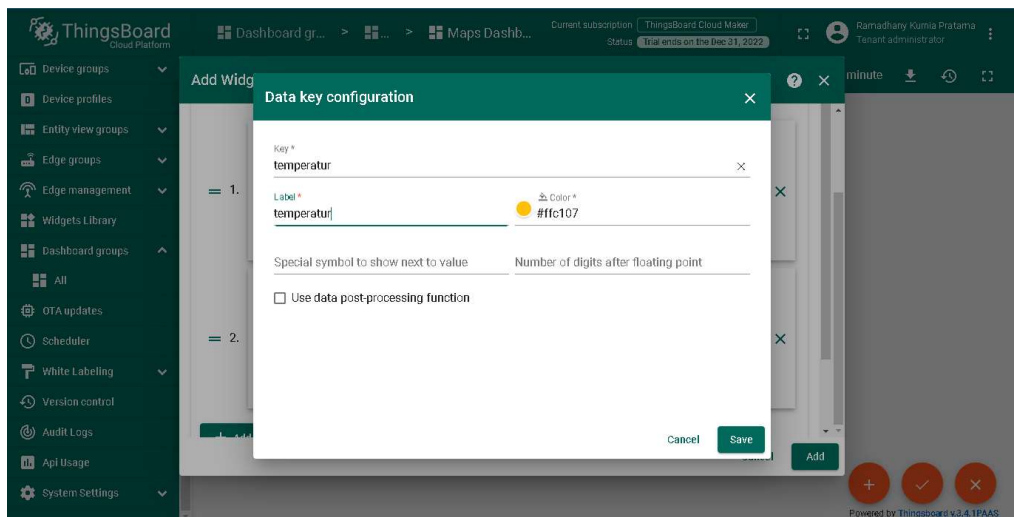 ThingsBoard
Cloud Platform
Dashboard gr... > ... > Maps Dashb...
Current subscription ThingsBoard Cloud Maker
Status Trial ends on the Dec 31, 2022
Ramadhany Kurnia Pratama
Tenant administrator
Device groups
Device profiles
Entity view groups
Edge groups
Edge management
Widgets Library
Dashboard groups
All
OTA updates
Scheduler
White Labeling
Version control
Audit Logs
Api Usage
System Settings
minute
Add Widg
Data key configuration
1.
2.
Key *
temperatur
Label *
temperatur
Color *
#ffc107
Special symbol to show next to value
Number of digits after floating point
Use data post-processing function
Cancel
Save
Add
Powered by Thingsboard v.3.4.1PAAS